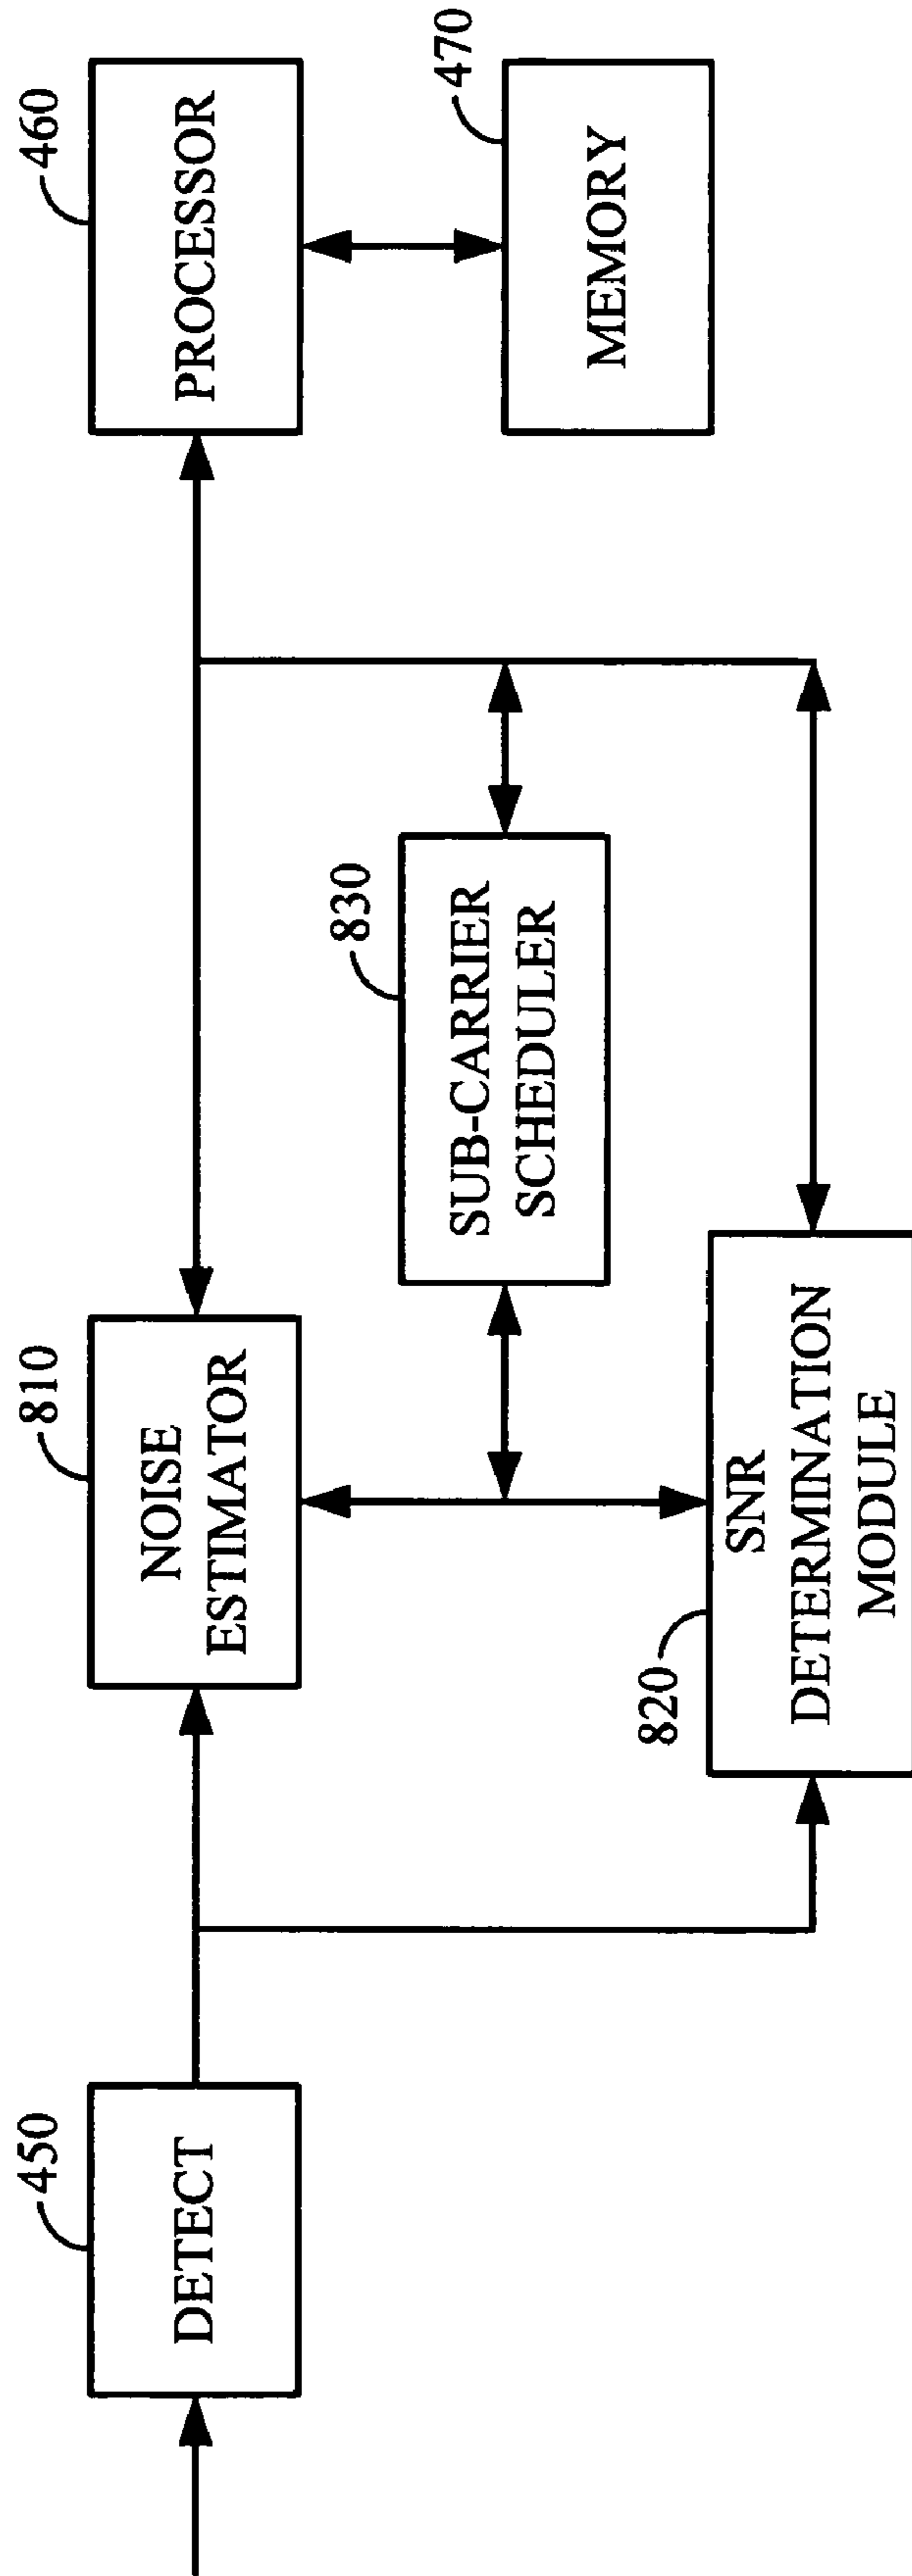 450
DETECT
810
NOISE
ESTIMATOR
820
SNR
DETERMINATION
MODULE
830
SUB-CARRIER
SCHEDULER
460
PROCESSOR
470
MEMORY